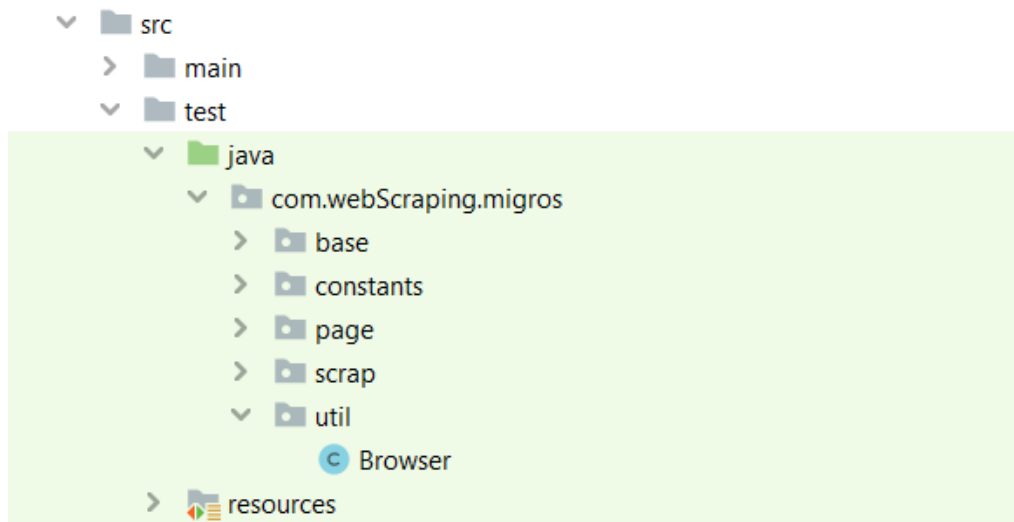 src
main
test
java
com.webScraping.migros
base
constants
page
scrap
util
C Browser
resources